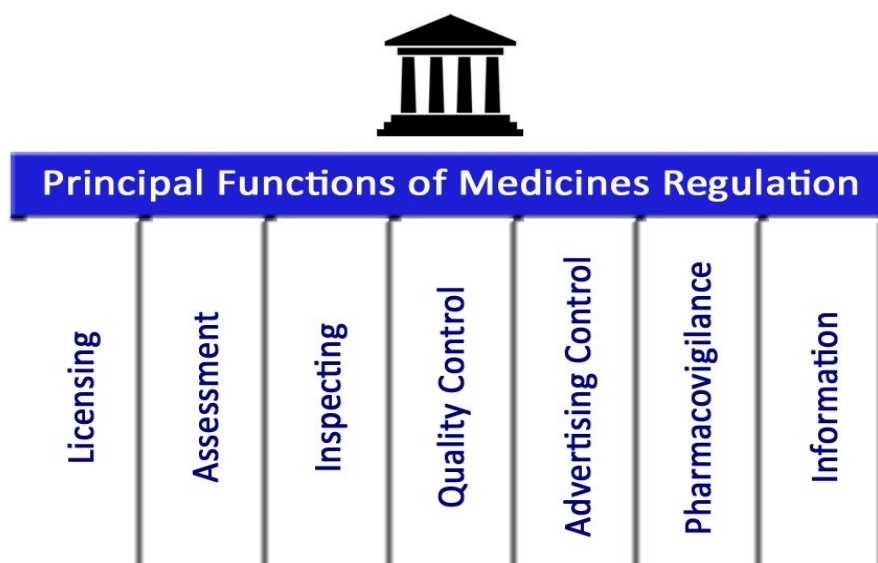 Principal Functions of Medicines Regulation
Licensing
Assessment
Inspecting
Quality Control
Advertising Control
Pharmacovigilance
Information